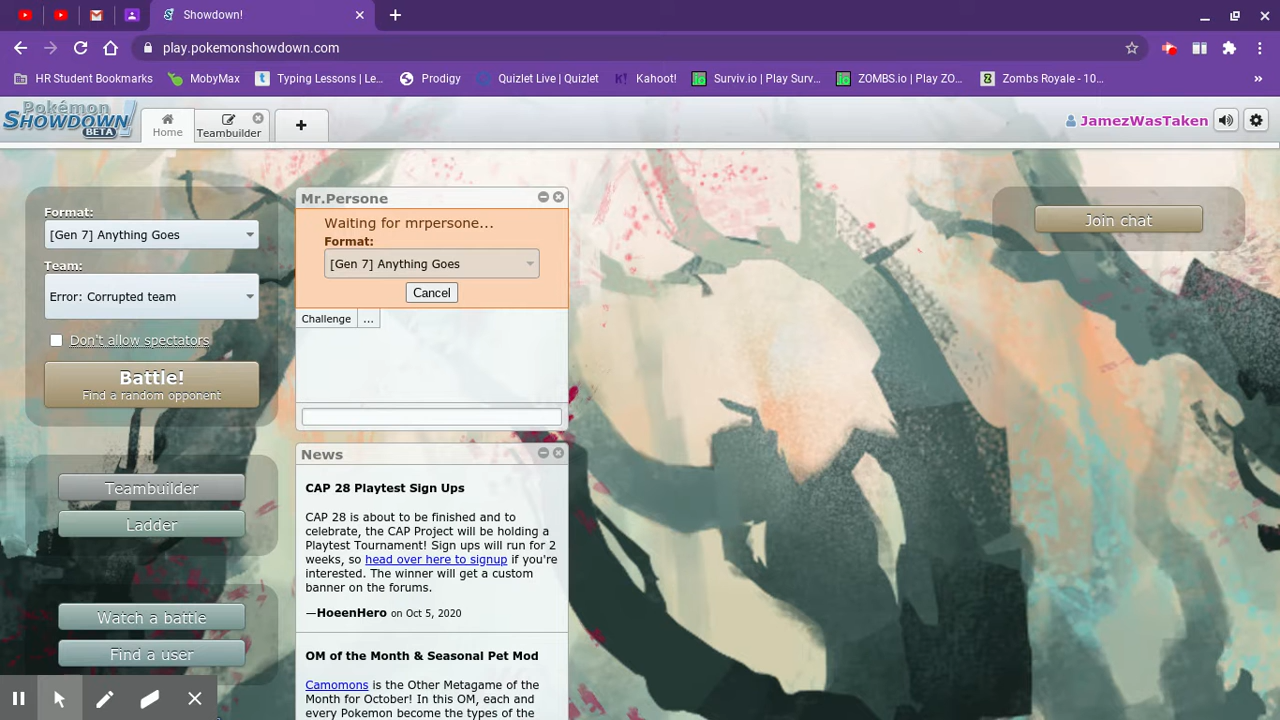 Showdown!
play.pokemonshowdown.com
HR Student Bookmarks
MobyMax
Typing Lessons | Le...
Prodigy
Quizlet Live | Quizlet
Kahoot!
Surviv.io | Play Surv...
ZOMBS.io | Play ZO...
Zombs Royale - 10...
»
Pokémon
SHOWDOWN!
BETA
Home
Teambuilder
JamezWasTaken
Format:
[Gen 7] Anything Goes
Team:
Error: Corrupted team
Don't allow spectators
Battle!
Find a random opponent
Teambuilder
Ladder
Watch a battle
Find a user
Mr.Persone
Waiting for mrpersone...
Format:
[Gen 7] Anything Goes
Cancel
Challenge
...
News
CAP 28 Playtest Sign Ups
CAP 28 is about to be finished and to
celebrate, the CAP Project will be holding a
Playtest Tournament! Sign ups will run for 2
weeks, so head over here to signup if you're
interested. The winner will get a custom
banner on the forums.
—HoeenHero on Oct 5, 2020
OM of the Month & Seasonal Pet Mod
Camomons is the Other Metagame of the
Month for October! In this OM, each and
every Pokemon become the types of the
Join chat